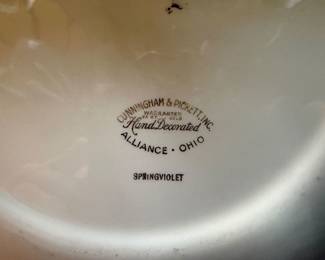 CUNNINGHAM & PICKETT, INC.
WARRANTED
Hand Decorated
ALLIANCE · OHIO
SPRINGVIOLET